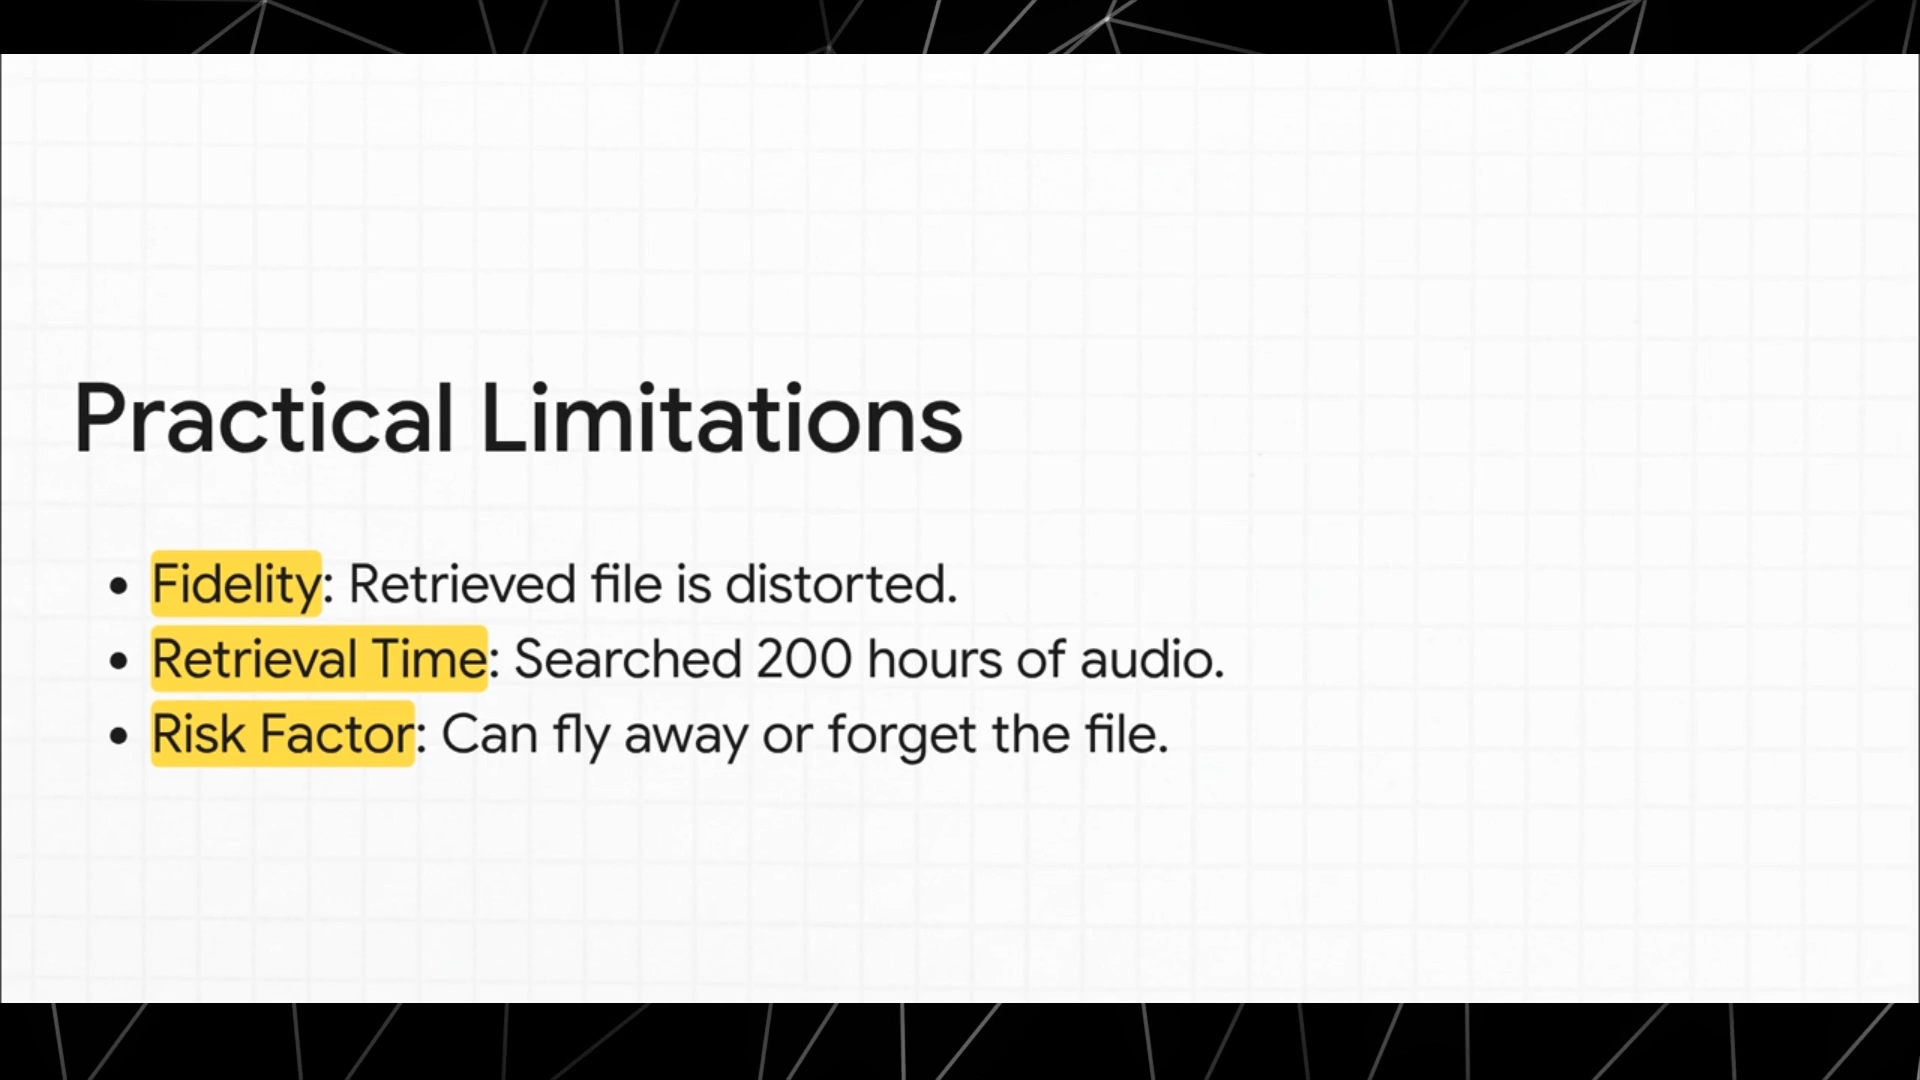 Practical Limitations
• Fidelity: Retrieved file is distorted.
• Retrieval Time: Searched 200 hours of audio.
• Risk Factor: Can fly away or forget the file.